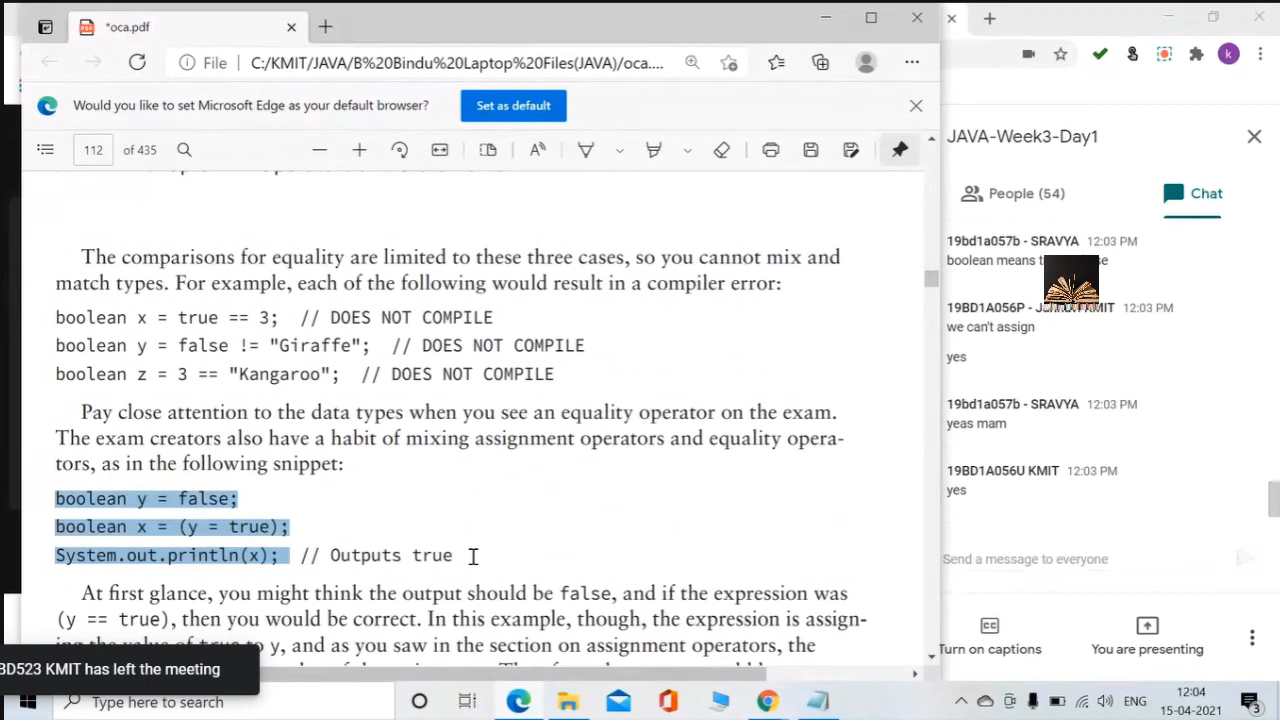 *oca.pdf
File
C:/KMIT/JAVA/B%20Bindu%20Laptop%20Files(JAVA)/oca....
Would you like to set Microsoft Edge as your default browser?
Set as default
112
of 435
The comparisons for equality are limited to these three cases, so you cannot mix and
match types. For example, each of the following would result in a compiler error:
boolean x = true == 3; // DOES NOT COMPILE
boolean y = false != "Giraffe"; // DOES NOT COMPILE
boolean z = 3 == "Kangaroo"; // DOES NOT COMPILE
Pay close attention to the data types when you see an equality operator on the exam.
The exam creators also have a habit of mixing assignment operators and equality opera-
tors, as in the following snippet:
boolean y = false;
boolean x = (y = true);
System.out.println(x); // Outputs true
At first glance, you might think the output should be false, and if the expression was
(y == true), then you would be correct. In this example, though, the expression is assign-
ing the value of true to y, and as you saw in the section on assignment operators, the
BD523 KMIT has left the meeting
k
JAVA-Week3-Day1
People (54)
Chat
19bd1a057b - SRAVYA 12:03 PM
boolean means
19BD1A056P - KMIT 12:03 PM
we can't assign
yes
19bd1a057b - SRAVYA 12:03 PM
yeas mam
19BD1A056U KMIT 12:03 PM
yes
Send a message to everyone
CC
Turn on captions
You are presenting
Type here to search
ENG
12:04
15-04-2021
3